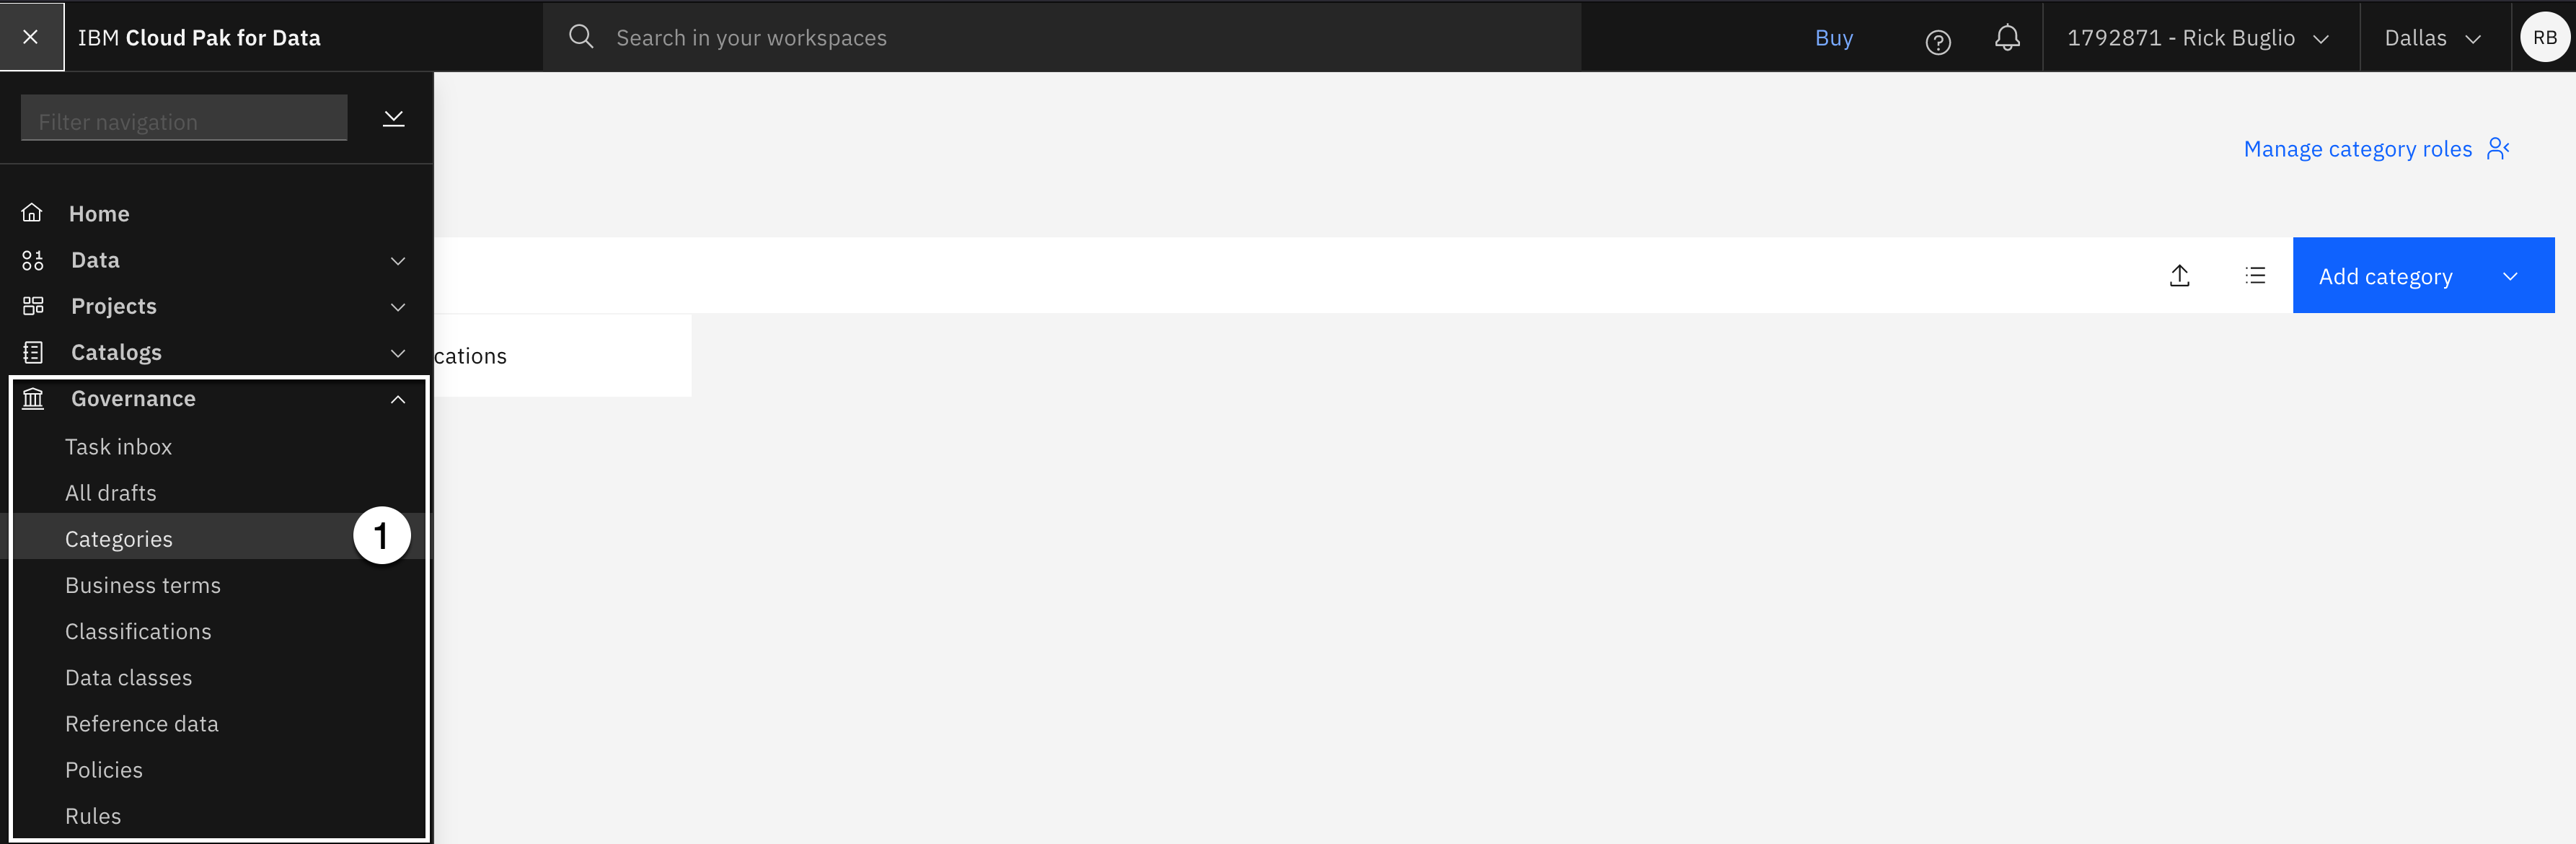 IBM Cloud Pak for Data
Search in your workspaces
Buy
1792871 - Rick Buglio
Dallas
RB
Filter navigation
Manage category roles
Home
Data
Projects
Catalogs
Governance
Task inbox
All drafts
Categories
1
Business terms
Classifications
Data classes
Reference data
Policies
Rules
Add category
cations